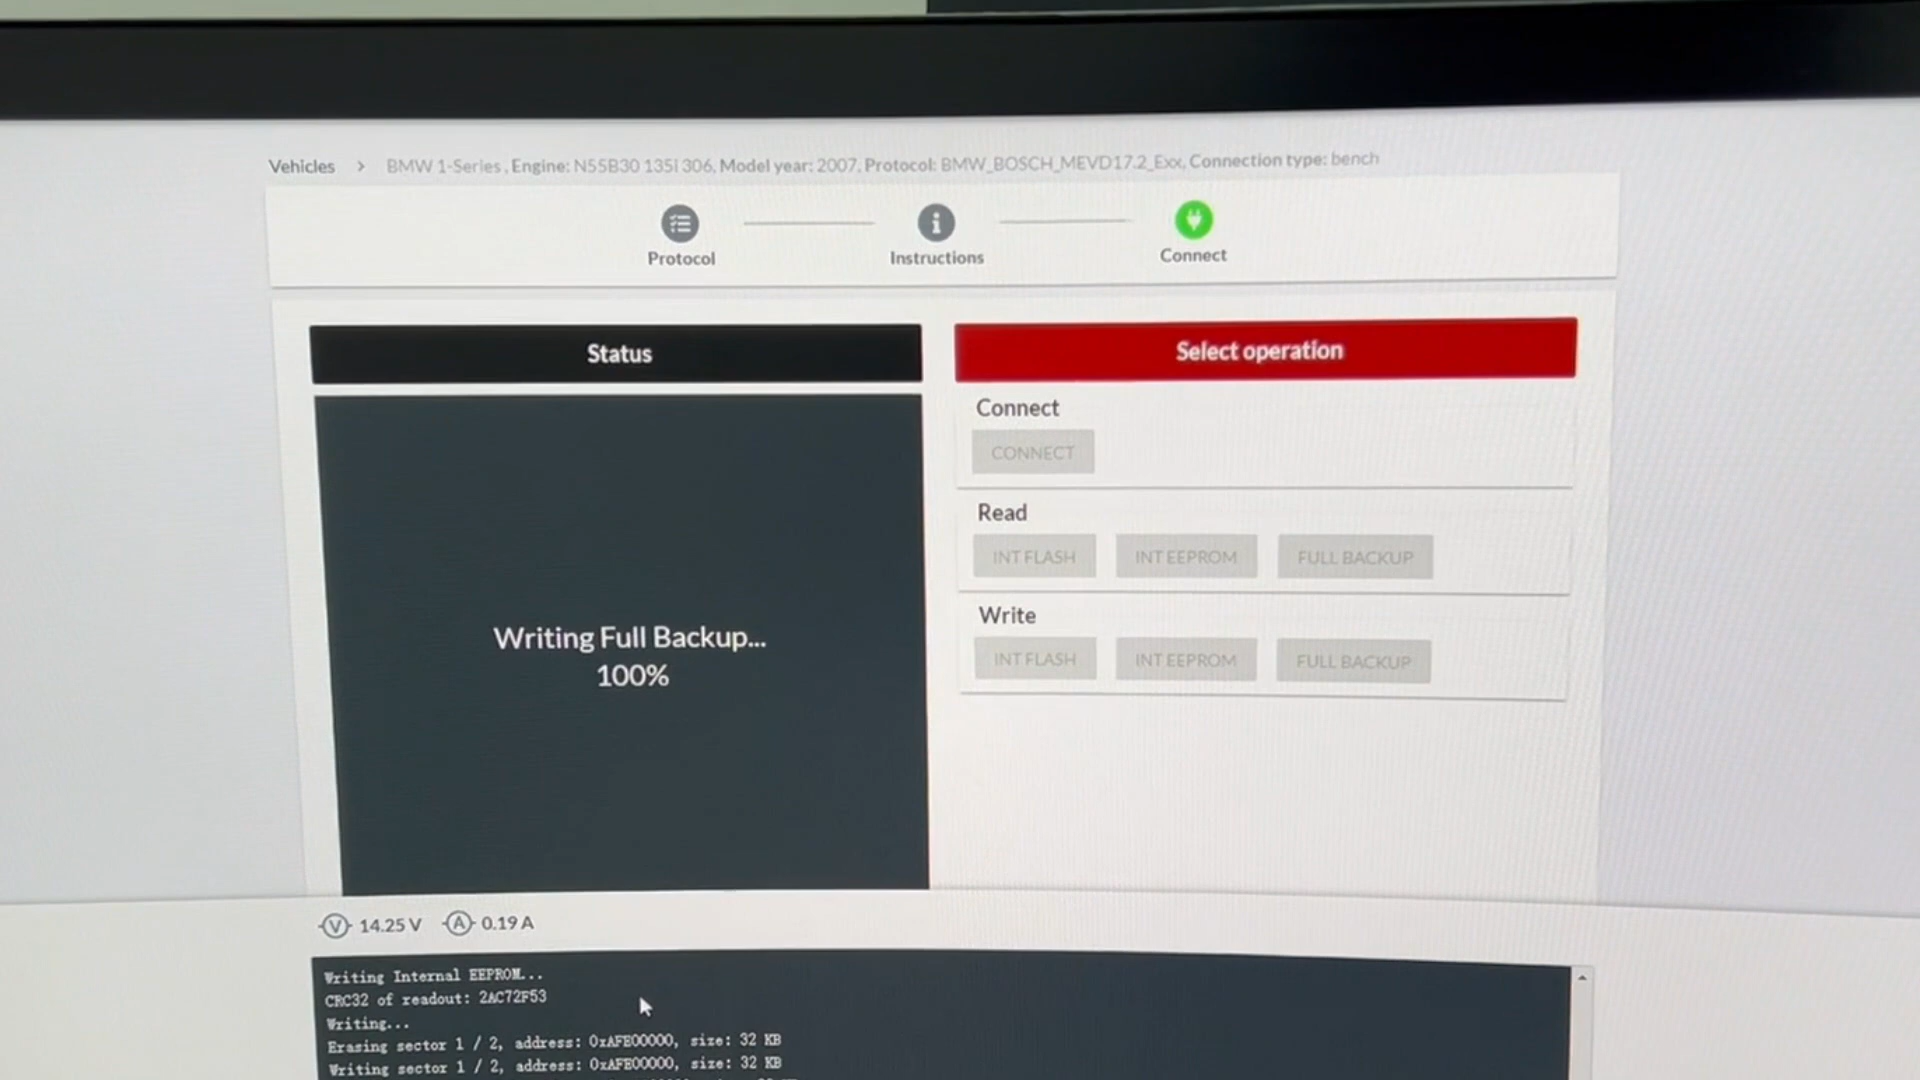 Vehicles > BMW 1-Series , Engine: N55B30 135I 306, Model year: 2007, Protocol: BMW_BOSCH_MEVD17.2_Exx, Connection type: bench
Protocol
Instructions
Connect
Status
Select operation
Connect
CONNECT
Read
INT FLASH INT EEPROM FULL BACKUP
Write
INT FLASH INT EEPROM FULL BACKUP
Writing Full Backup...
100%
V 14.25 V A 0.19 A
Writing Internal EEPROM...
CRC32 of readout: 2AC72F53
Writing...
Erasing sector 1 / 2, address: 0xAFE00000, size: 32 KB
Writing sector 1 / 2, address: 0xAFE00000, size: 32 KB